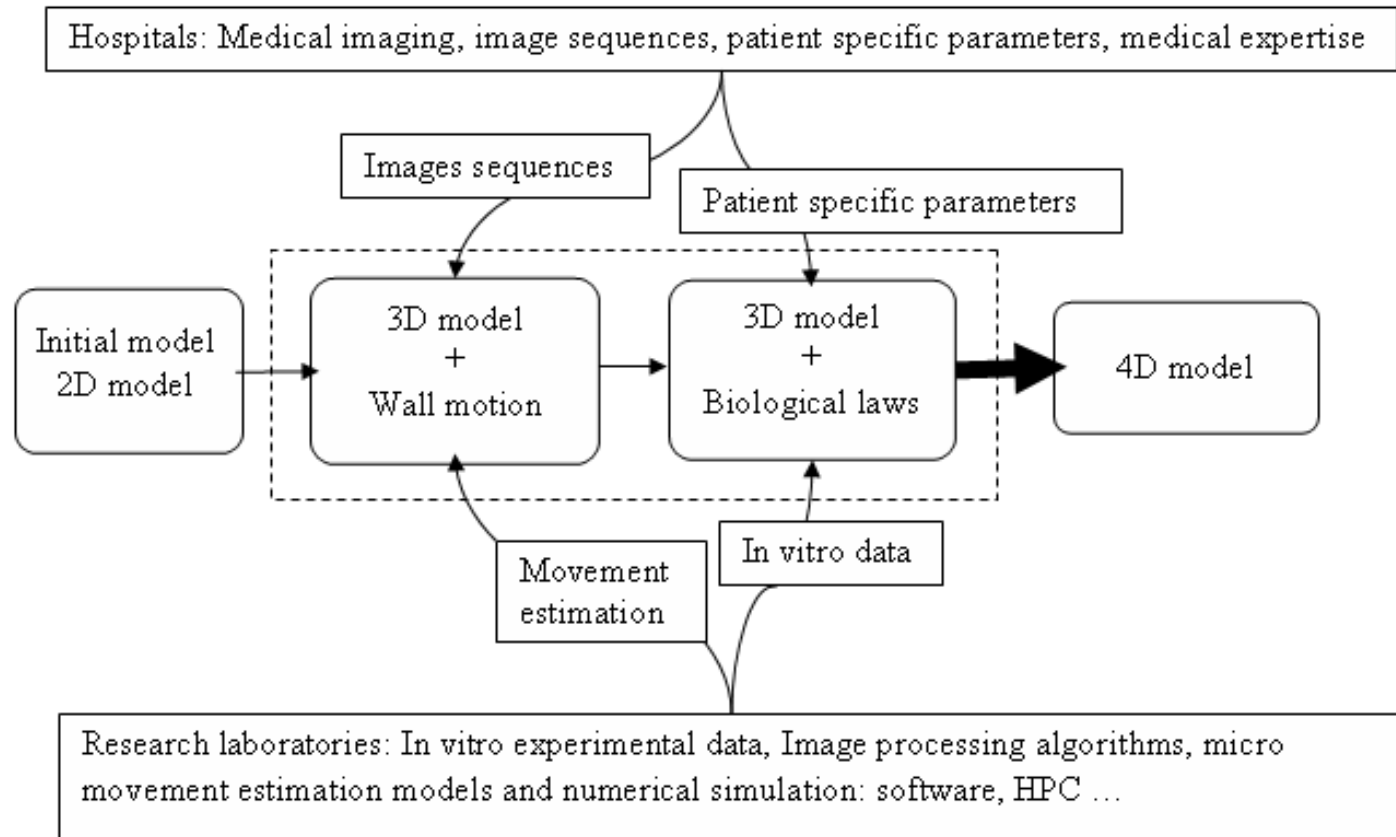 Hospitals: Medical imaging, image sequences, patient specific parameters, medical expertise
Images sequences
Patient specific parameters
Initial model
2D model
3D model
+
Wall motion
3D model
+
Biological laws
4D model
Movement
estimation
In vitro data
Research laboratories: In vitro experimental data, Image processing algorithms, micro
movement estimation models and numerical simulation: software, HPC ...